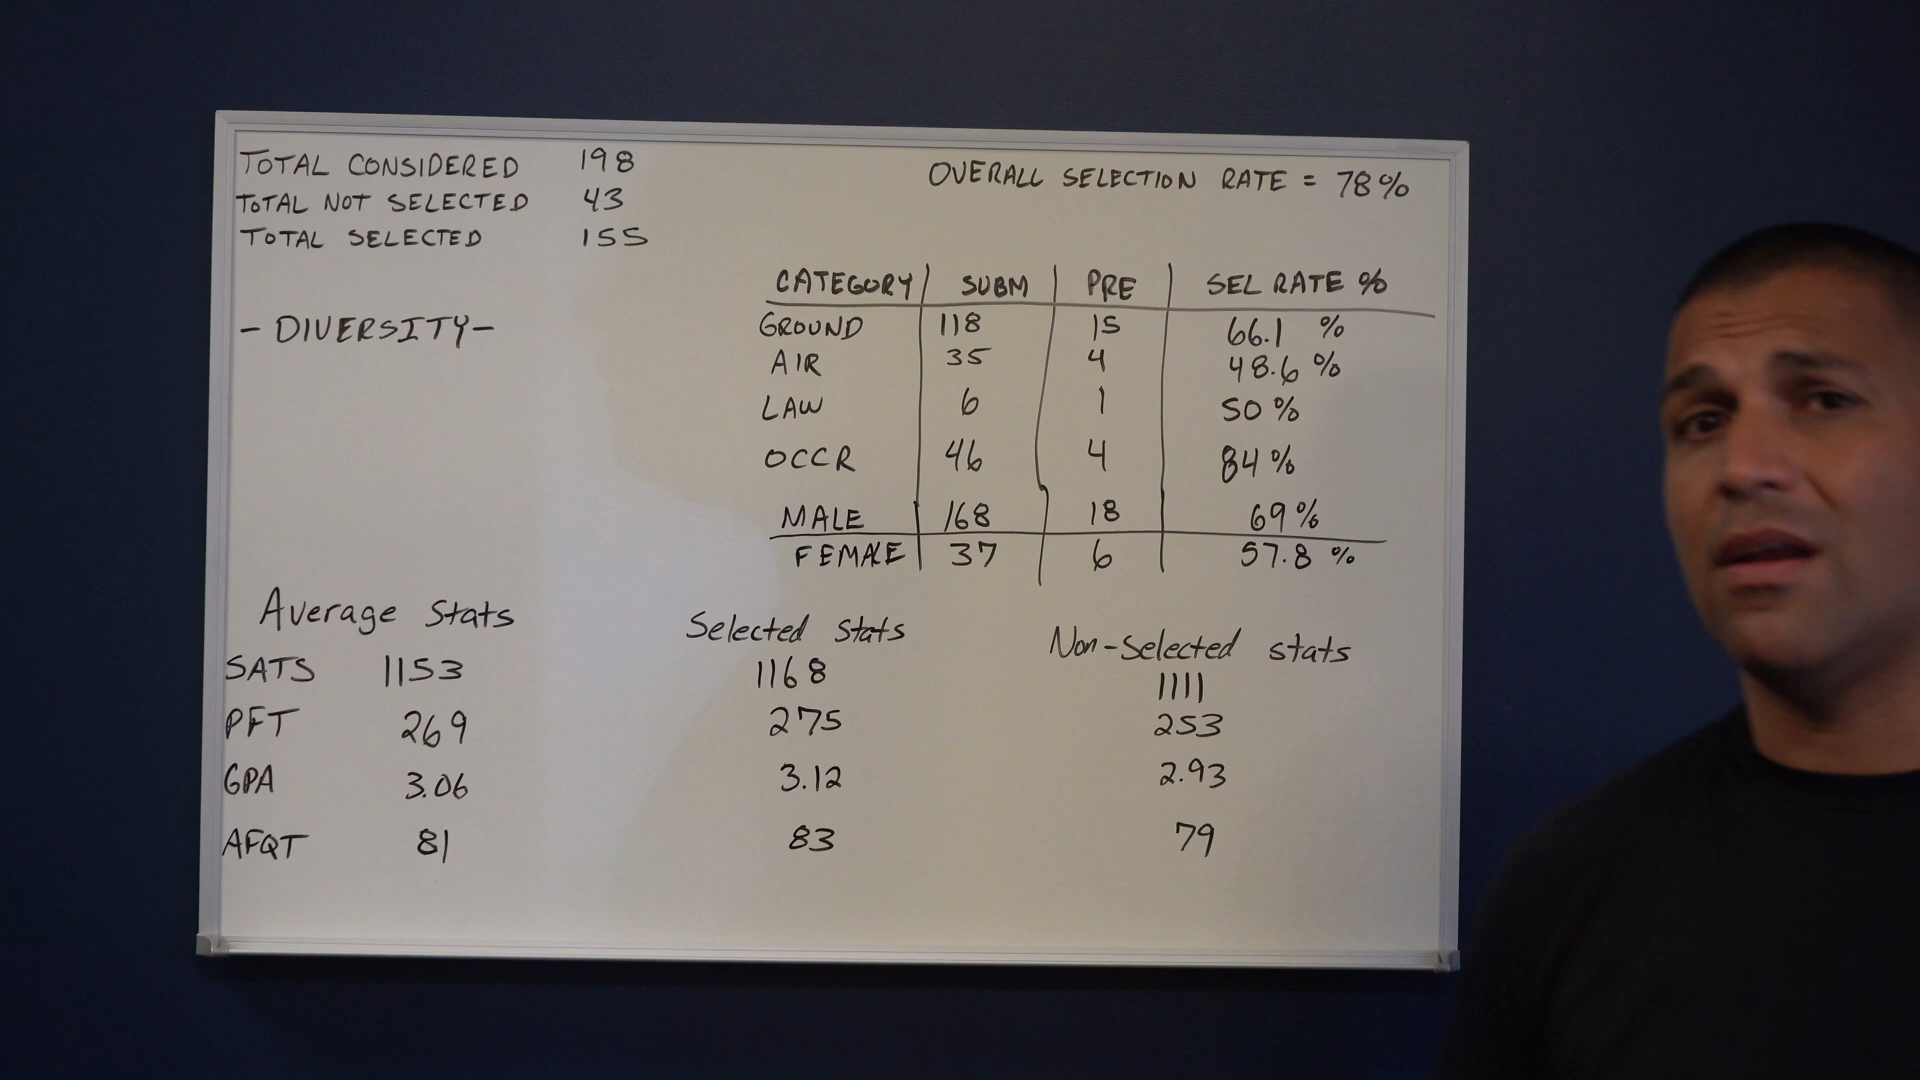 TOTAL CONSIDERED 198
TOTAL NOT SELECTED 43
TOTAL SELECTED 155
OVERALL SELECTION RATE = 78%
- DIVERSITY -
CATEGORY SUBM PRE SEL RATE %
GROUND 118 15 66.1 %
AIR 35 4 48.6 %
LAW 6 1 50 %
OCCR 46 4 84 %
MALE 168 18 69 %
FEMALE 37 6 57.8 %
Average Stats Selected Stats Non-Selected stats
SATS 1153 1168 1111
PFT 269 275 253
GPA 3.06 3.12 2.93
AFQT 81 83 79